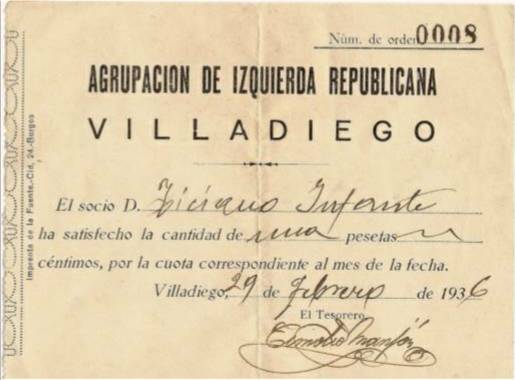 Núm. de orden 0008
AGRUPACION DE IZQUIERDA REPUBLICANA
VILLADIEGO
El socio D. Ticiano Infante
ha satisfecho la cantidad de una pesetas
céntimos, por la cuota correspondiente al mes de la fecha.
Villadiego, 29 de febrero de 1936
El Tesorero
Imprenta de la Fuente.-Cid, 24.-Burgos